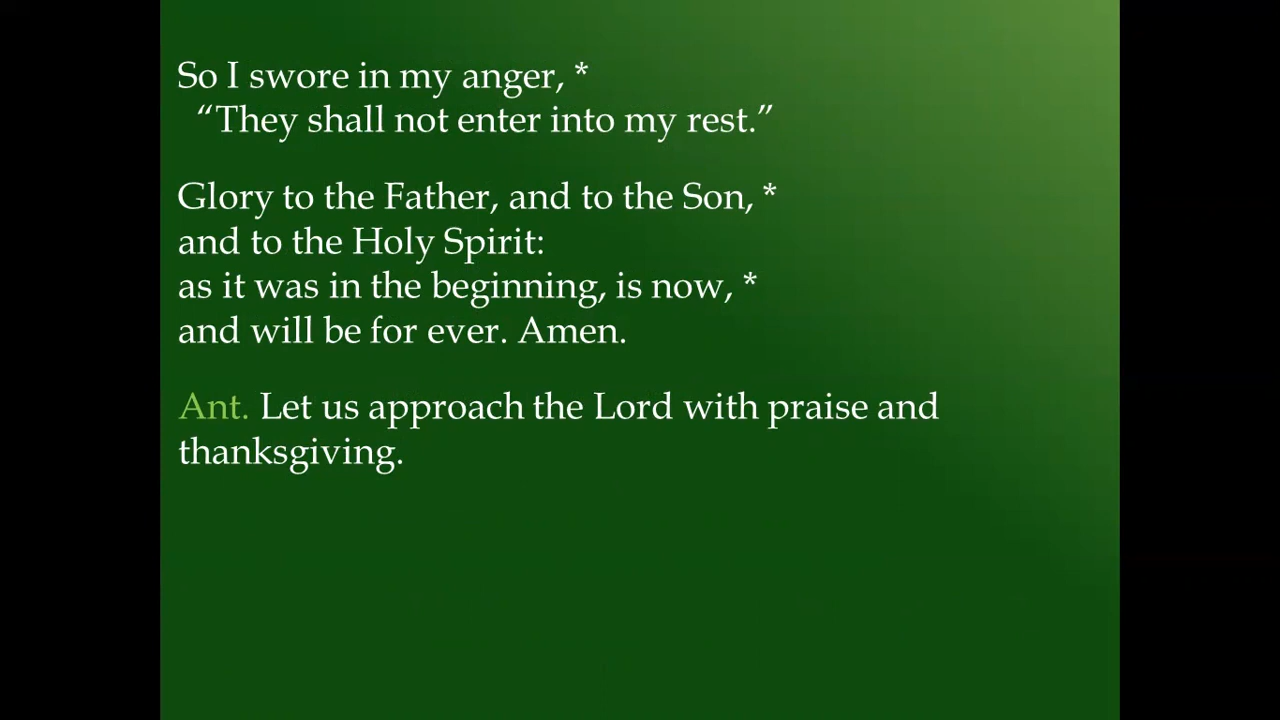 So I swore in my anger, *
“They shall not enter into my rest.”
Glory to the Father, and to the Son, *
and to the Holy Spirit:
as it was in the beginning, is now, *
and will be for ever. Amen.
Ant. Let us approach the Lord with praise and
thanksgiving.